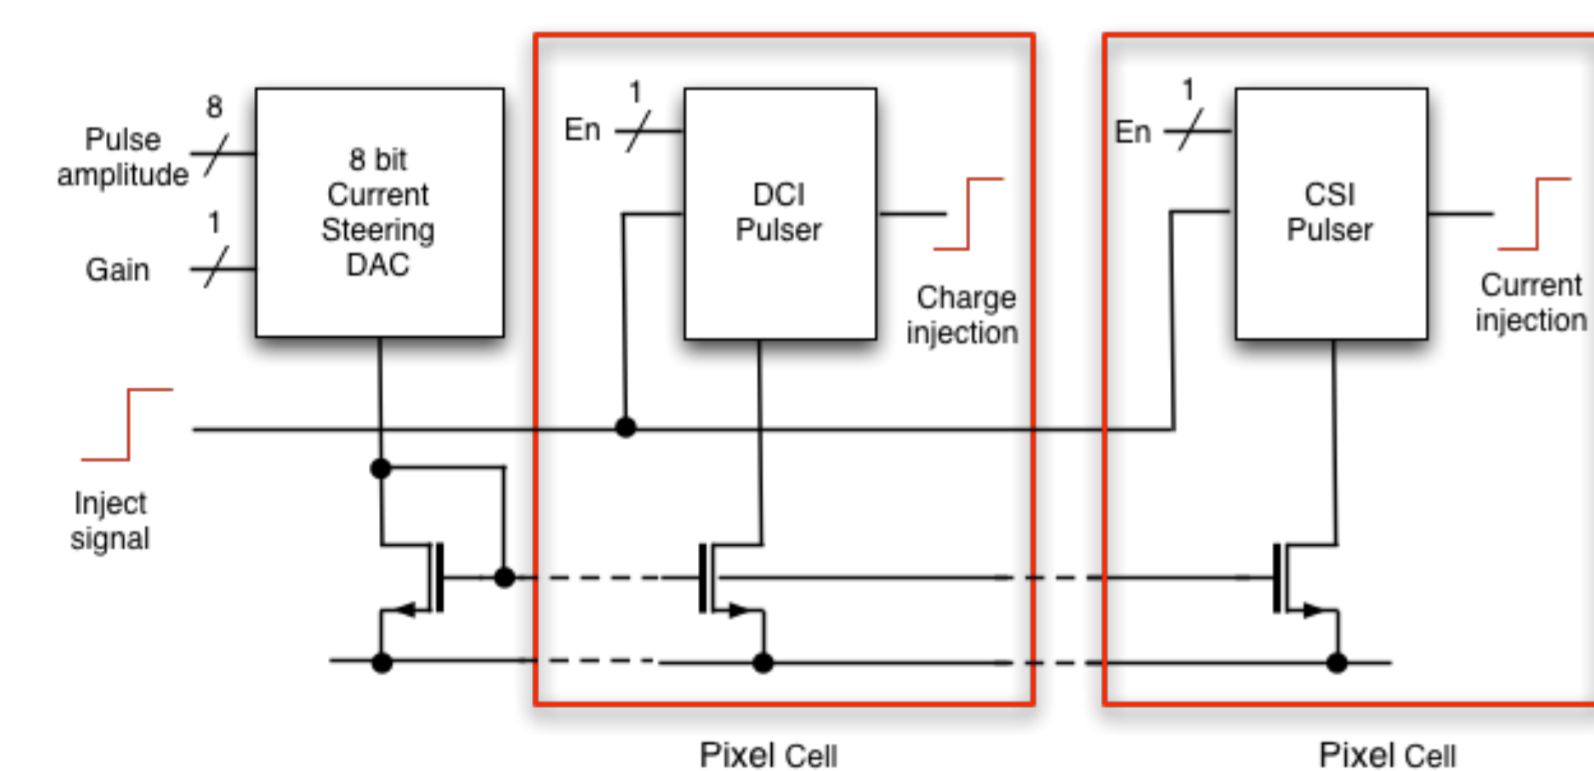 8
Pulse
amplitude
1
Gain
8 bit
Current
Steering
DAC
Inject
signal
1
En
DCI
Pulser
Charge
injection
Pixel Cell
1
En
CSI
Pulser
Current
injection
Pixel Cell